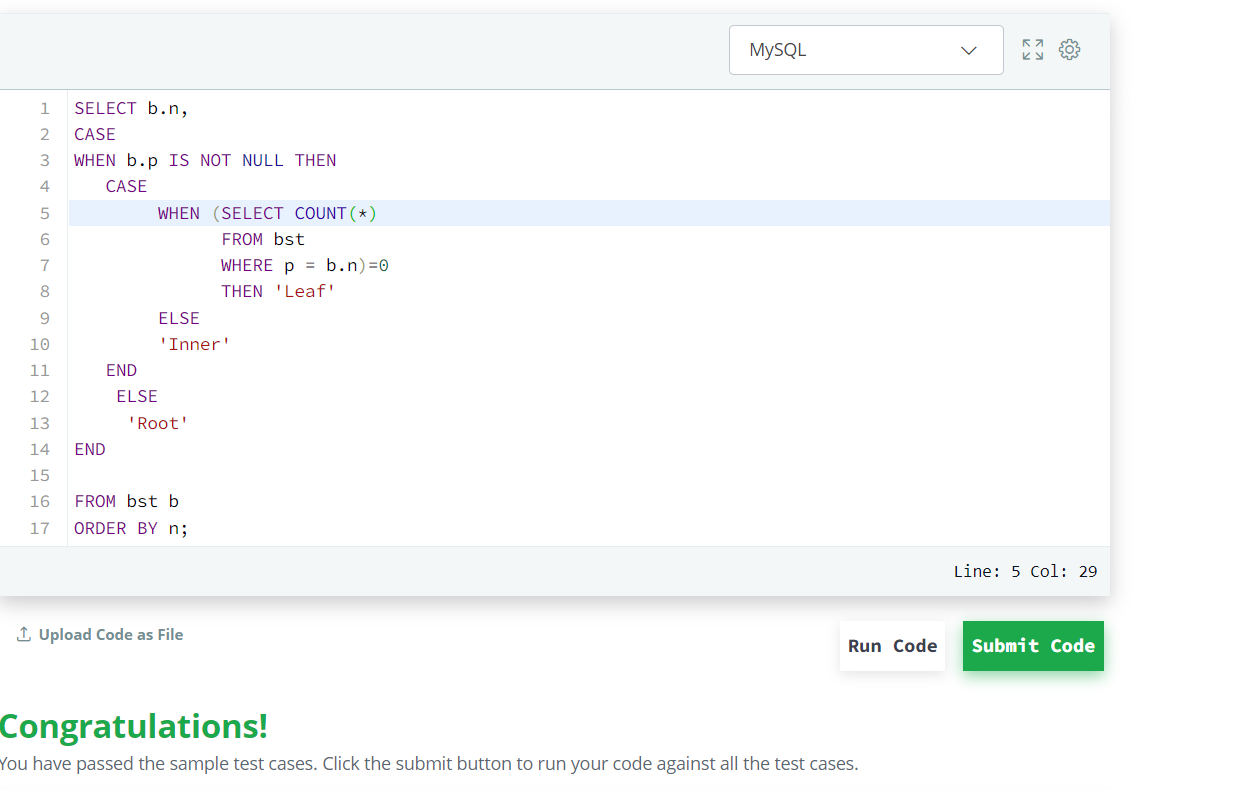 MySQL
1 SELECT b.n,
2 CASE
3 WHEN b.p IS NOT NULL THEN
4 CASE
5 WHEN (SELECT COUNT(*)
6 FROM bst
7 WHERE p = b.n)=0
8 THEN 'Leaf'
9 ELSE
10 'Inner'
11 END
12 ELSE
13 'Root'
14 END
15
16 FROM bst b
17 ORDER BY n;
Line: 5 Col: 29
Upload Code as File
Run Code
Submit Code
Congratulations!
You have passed the sample test cases. Click the submit button to run your code against all the test cases.